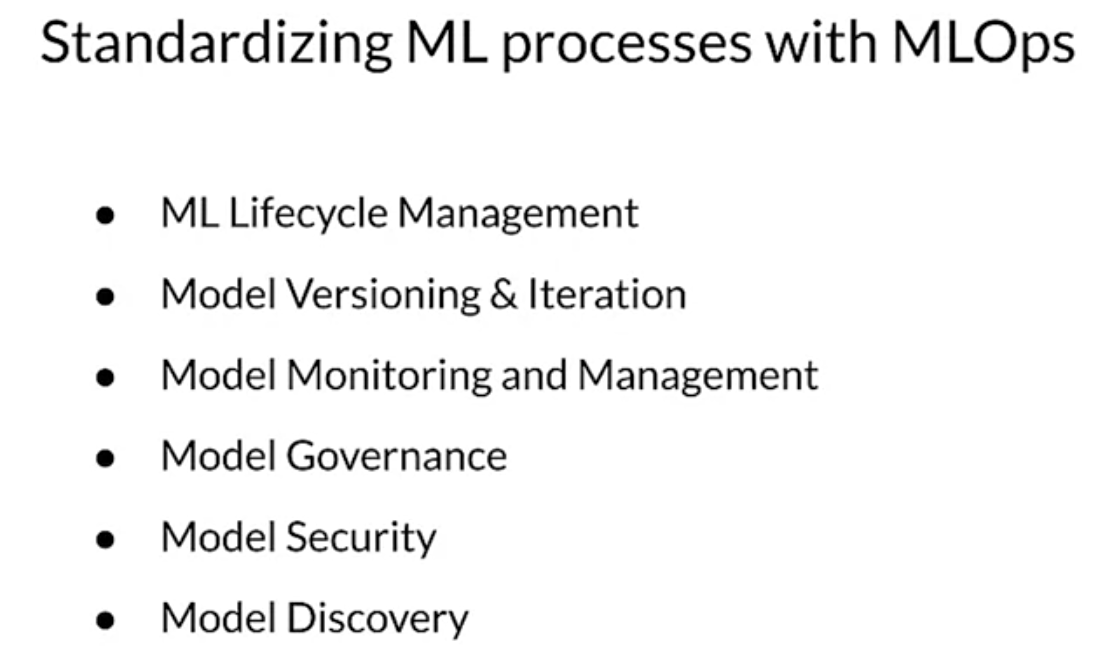 Standardizing ML processes with MLOps
● ML Lifecycle Management
● Model Versioning & Iteration
● Model Monitoring and Management
● Model Governance
● Model Security
● Model Discovery